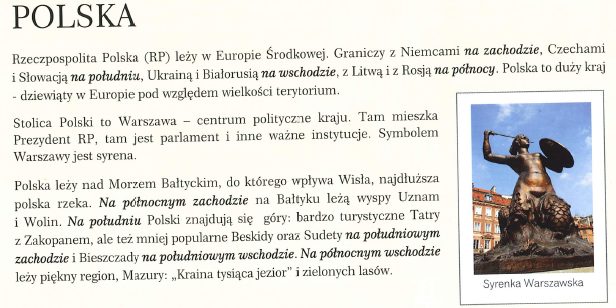 POLSKA
Rzeczpospolita Polska (RP) leży w Europie Środkowej. Graniczy z Niemcami na zachodzie, Czechami
i Słowacją na południu, Ukrainą i Białorusią na wschodzie, z Litwą i z Rosją na północy. Polska to duży kraj
- dziewiąty w Europie pod względem wielkości terytorium.
Stolica Polski to Warszawa – centrum polityczne kraju. Tam mieszka
Prezydent RP, tam jest parlament i inne ważne instytucje. Symbolem
Warszawy jest syrena.
Polska leży nad Morzem Bałtyckim, do którego wpływa Wisła, najdłuższa
polska rzeka. Na północnym zachodzie na Bałtyku leżą wyspy Uznam
i Wolin. Na południu Polski znajdują się góry: bardzo turystyczne Tatry
z Zakopanem, ale też mniej popularne Beskidy oraz Sudety na południowym
zachodzie i Bieszczady na południowym wschodzie. Na północnym wschodzie
leży piękny region, Mazury: „Kraina tysiąca jezior" i zielonych lasów.
Syrenka Warszawska